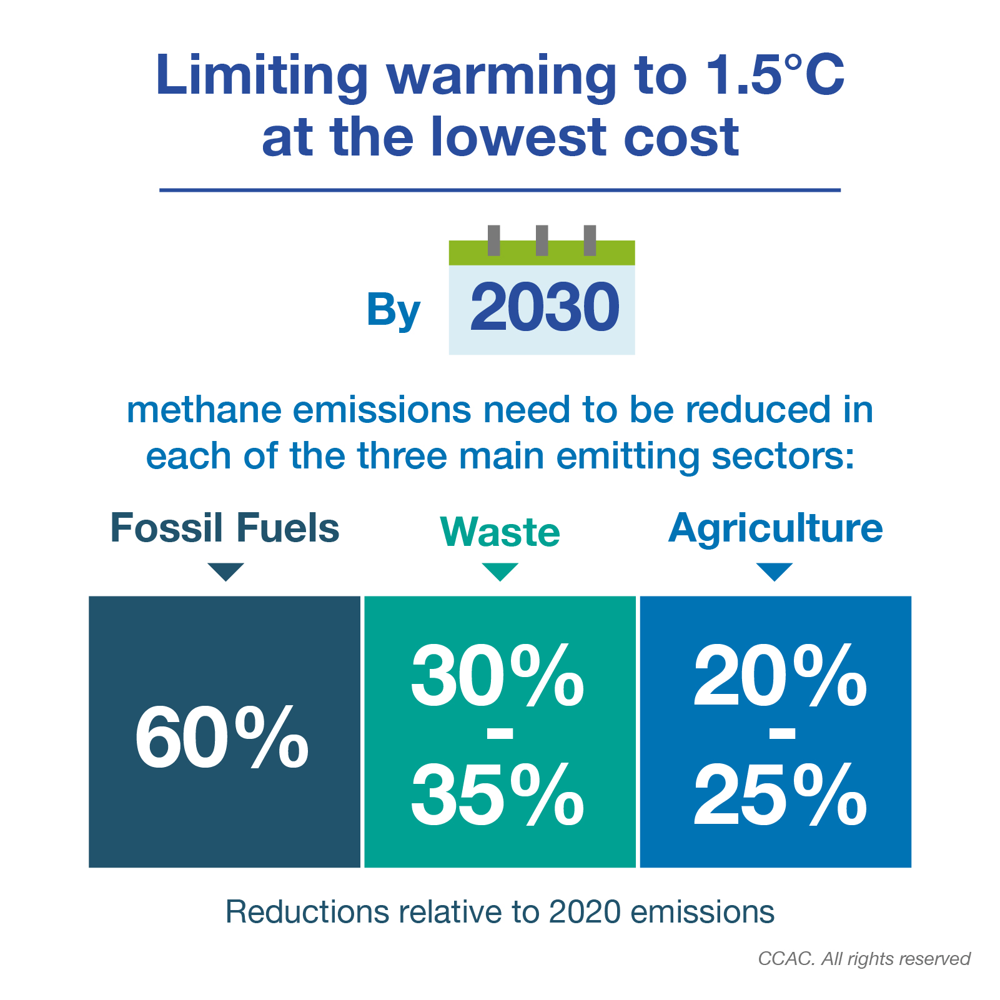 Limiting warming to 1.5°C
at the lowest cost
By 2030
methane emissions need to be reduced in
each of the three main emitting sectors:
Fossil Fuels
60%
Waste
30%
-
35%
Agriculture
20%
-
25%
Reductions relative to 2020 emissions
CCAC. All rights reserved